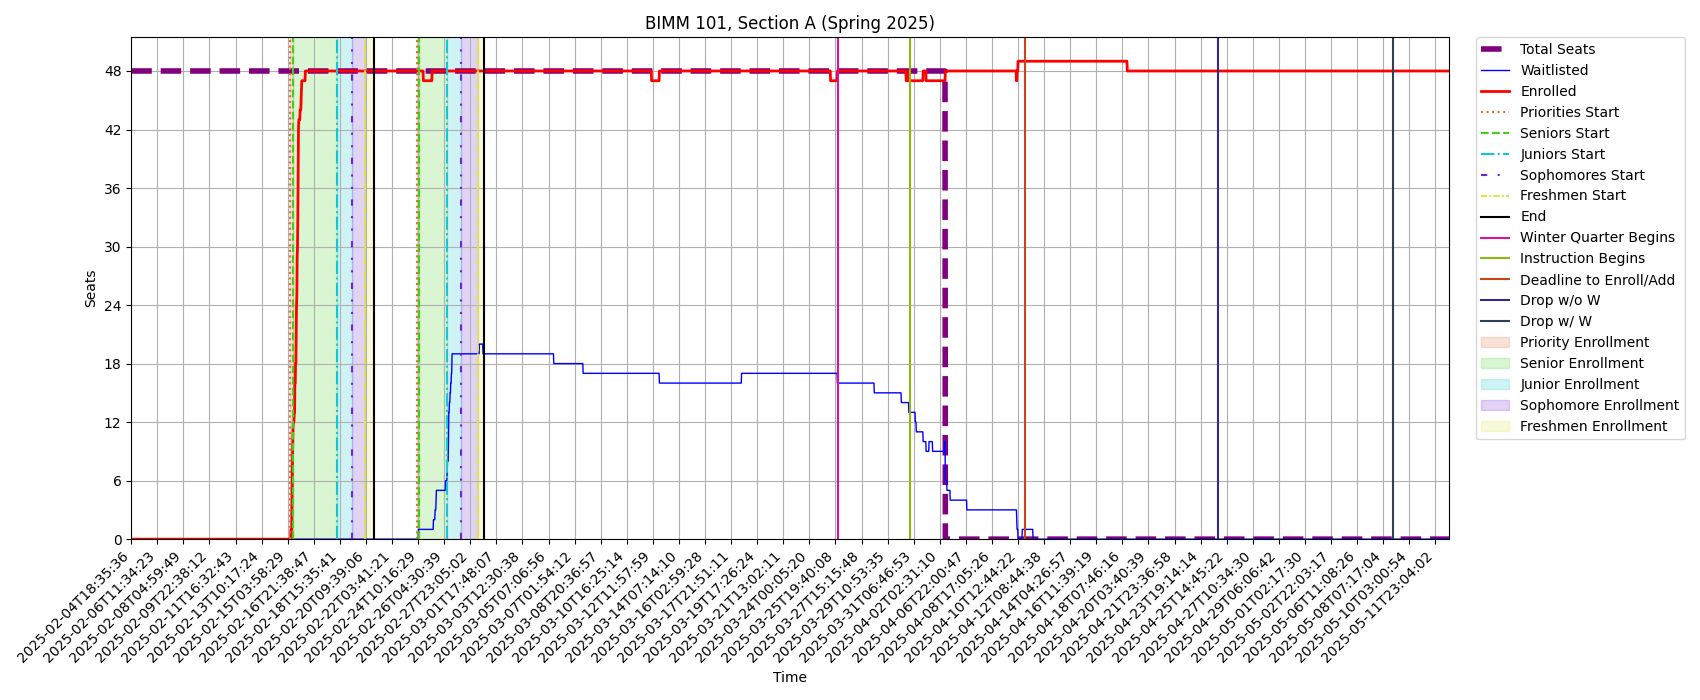 BIMM 101, Section A (Spring 2025)
Seats
48
42
36
30
24
18
12
6
0
2025-02-04T18:35:36
2025-02-06T11:34:23
2025-02-08T04:59:49
2025-02-09T22:38:12
2025-02-11T16:32:43
2025-02-13T10:17:24
2025-02-15T03:58:29
2025-02-16T21:38:47
2025-02-18T15:35:41
2025-02-20T09:39:06
2025-02-22T03:41:21
2025-02-24T10:16:29
2025-02-26T04:30:39
2025-02-27T23:05:02
2025-03-01T17:48:07
2025-03-03T12:30:38
2025-03-05T07:06:56
2025-03-07T01:54:12
2025-03-08T20:36:57
2025-03-10T16:25:14
2025-03-12T11:57:59
2025-03-14T07:14:10
2025-03-16T02:59:28
2025-03-17T21:51:11
2025-03-19T17:26:24
2025-03-21T13:02:11
2025-03-24T00:05:20
2025-03-25T19:40:08
2025-03-27T15:15:48
2025-03-29T10:53:35
2025-03-31T06:46:53
2025-04-02T02:31:10
2025-04-06T22:00:47
2025-04-08T17:05:26
2025-04-10T12:44:22
2025-04-12T08:44:38
2025-04-14T04:26:57
2025-04-16T11:39:19
2025-04-18T07:46:16
2025-04-20T03:40:39
2025-04-21T23:36:58
2025-04-23T19:14:14
2025-04-25T14:45:22
2025-04-27T10:34:30
2025-04-29T06:06:42
2025-05-01T02:17:30
2025-05-02T22:03:17
2025-05-06T11:08:26
2025-05-08T07:17:04
2025-05-10T03:00:54
2025-05-11T23:04:02
Time
Total Seats
Waitlisted
Enrolled
Priorities Start
Seniors Start
Juniors Start
Sophomores Start
Freshmen Start
End
Winter Quarter Begins
Instruction Begins
Deadline to Enroll/Add
Drop w/o W
Drop w/ W
Priority Enrollment
Senior Enrollment
Junior Enrollment
Sophomore Enrollment
Freshmen Enrollment